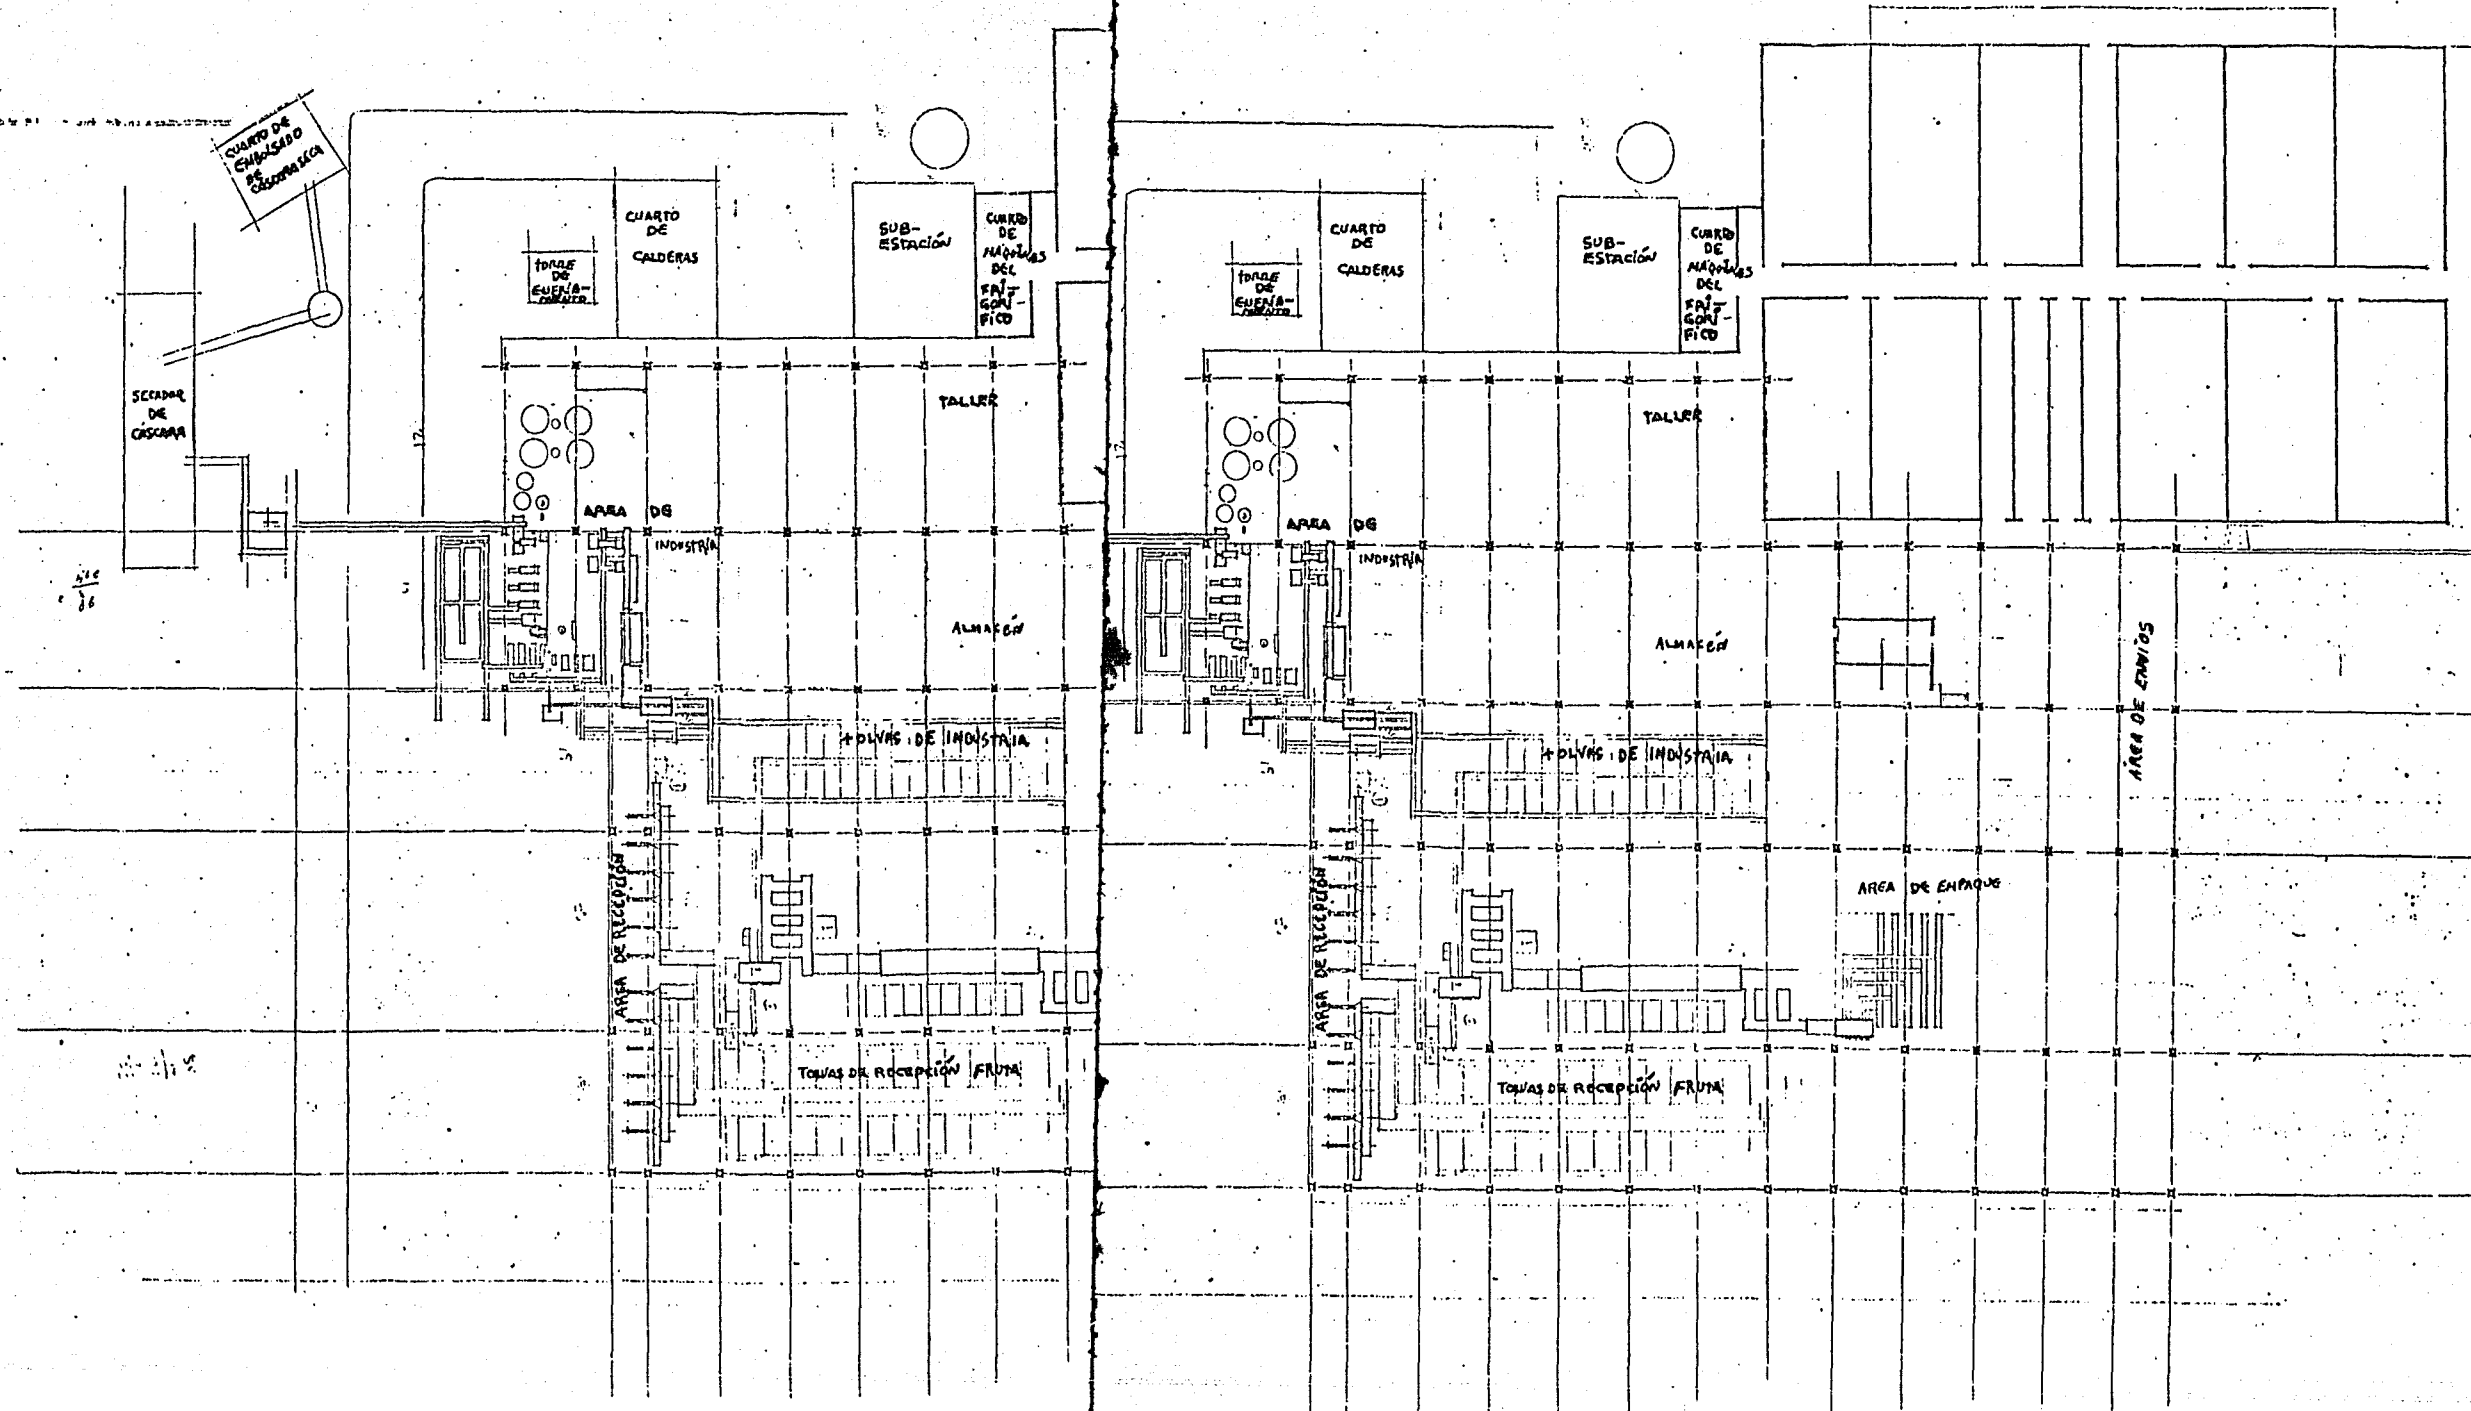 CUARTO DE
EMBOLSADO
DE
CASCARA SECA
SECADOR
DE
CASCARA
TORRE
DE
ENFRIA-
MIENTO
CUARTO
DE
CALDERAS
SUB-
ESTACIÓN
CUARTO
DE
MÁQUINAS
DEL
FRI-
GORÍ-
FICO
TALLER
AREA DE
INDUSTRIA
ALMACÉN
TOLVAS DE INDUSTRIA
AREA DE RECEPCIÓN
TOLVAS DE RECEPCIÓN FRUTA
TORRE
DE
ENFRIA-
MIENTO
CUARTO
DE
CALDERAS
SUB-
ESTACIÓN
CUARTO
DE
MÁQUINAS
DEL
FRI-
GORÍ-
FICO
TALLER
AREA DE
INDUSTRIA
ALMACÉN
TOLVAS DE INDUSTRIA
AREA DE RECEPCIÓN
TOLVAS DE RECEPCIÓN FRUTA
AREA DE EMPAQUE
ÁREA DE ENVÍOS